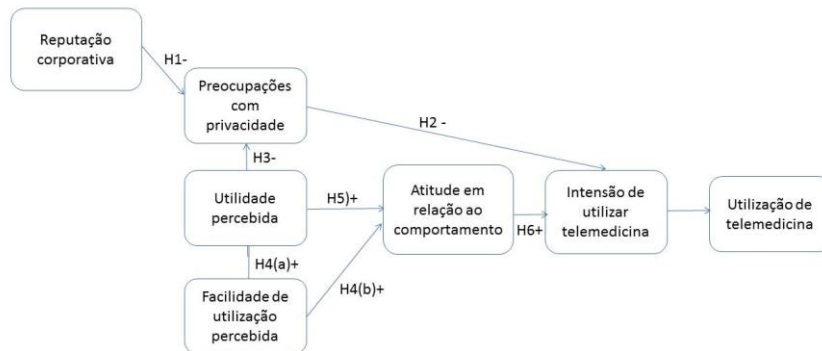 Reputação
corporativa
H1-
Preocupações
com
privacidade
H2 -
H3-
Utilidade
percebida
H5)+
Atitude em
relação ao
comportamento
H6+
Intensão de
utilizar
telemedicina
Utilização de
telemedicina
H4(a)+
H4(b)+
Facilidade de
utilização
percebida